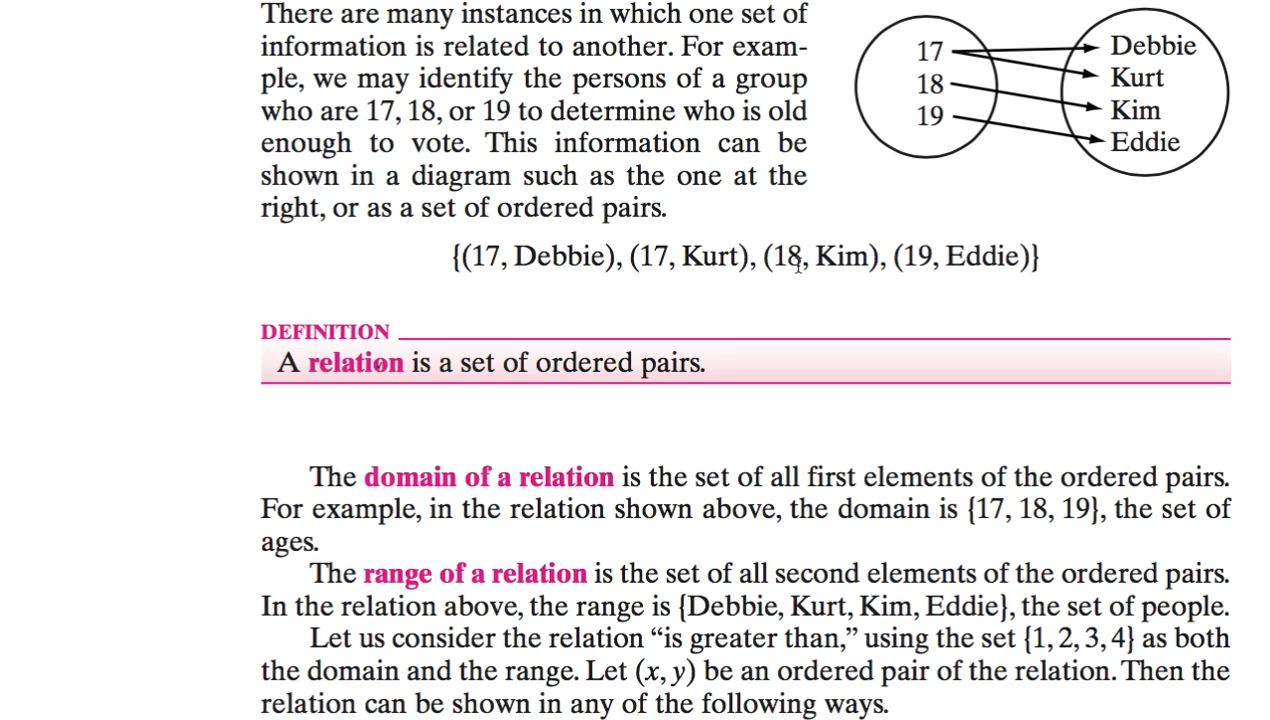 There are many instances in which one set of
information is related to another. For exam-
ple, we may identify the persons of a group
who are 17, 18, or 19 to determine who is old
enough to vote. This information can be
shown in a diagram such as the one at the
right, or as a set of ordered pairs.
17
18
19
Debbie
Kurt
Kim
Eddie
{(17, Debbie), (17, Kurt), (18, Kim), (19, Eddie)}
DEFINITION
A relation is a set of ordered pairs.
The domain of a relation is the set of all first elements of the ordered pairs.
For example, in the relation shown above, the domain is {17, 18, 19}, the set of
ages.
The range of a relation is the set of all second elements of the ordered pairs.
In the relation above, the range is {Debbie, Kurt, Kim, Eddie}, the set of people.
Let us consider the relation “is greater than,” using the set {1, 2, 3, 4} as both
the domain and the range. Let (x, y) be an ordered pair of the relation. Then the
relation can be shown in any of the following ways.